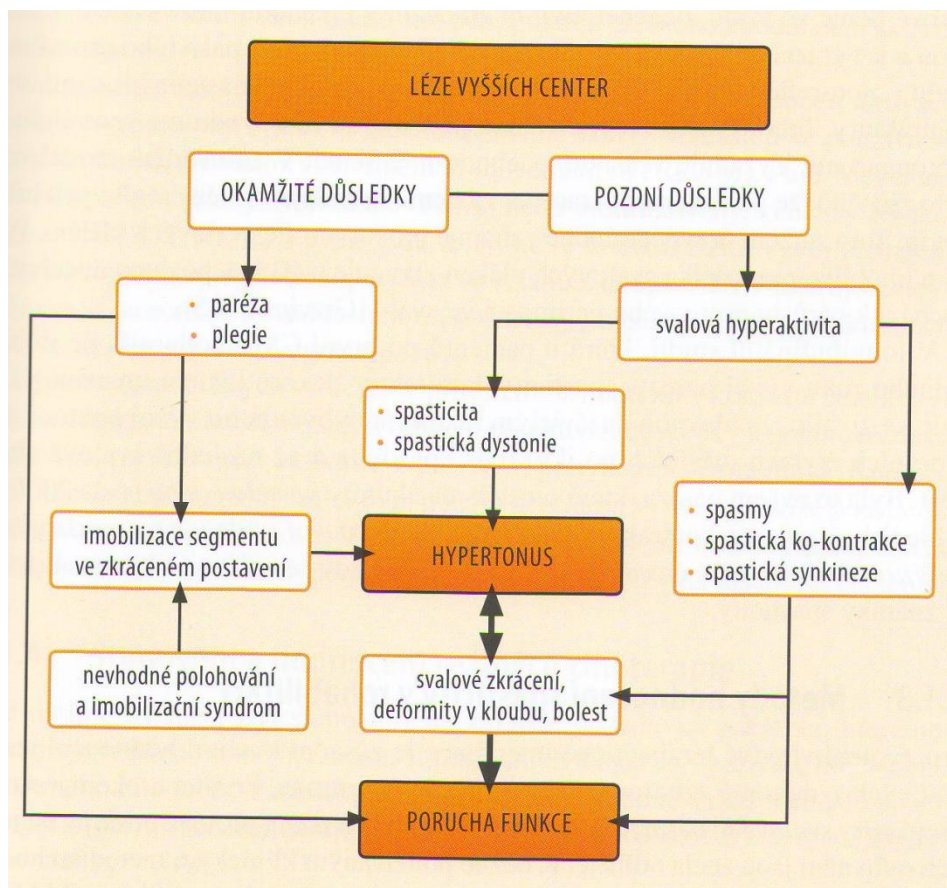 LÉZE VYŠŠÍCH CENTER
OKAMŽITÉ DŮSLEDKY
POZDNÍ DŮSLEDKY
• paréza
• plegie
svalová hyperaktivita
• spasticita
• spastická dystonie
imobilizace segmentu
ve zkráceném postavení
HYPERTONUS
• spasmy
• spastická ko-kontrakce
• spastická synkineze
nevhodné polohování
a imobilizační syndrom
svalové zkrácení,
deformity v kloubu, bolest
PORUCHA FUNKCE